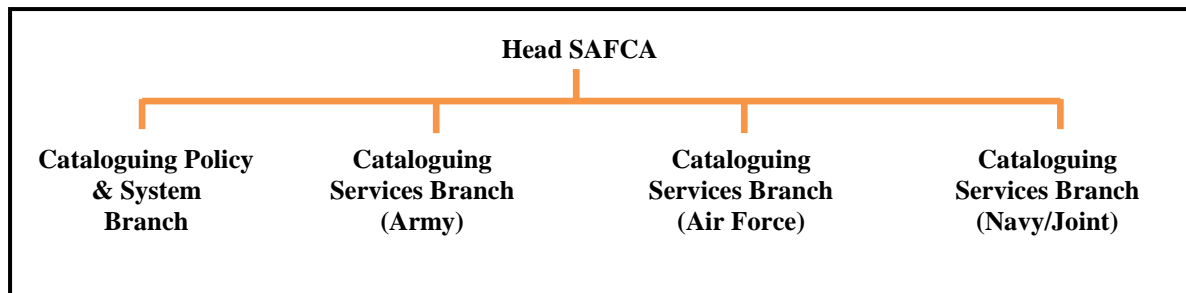 Head SAFCA
Cataloguing Policy
& System
Branch
Cataloguing
Services Branch
(Army)
Cataloguing
Services Branch
(Air Force)
Cataloguing
Services Branch
(Navy/Joint)